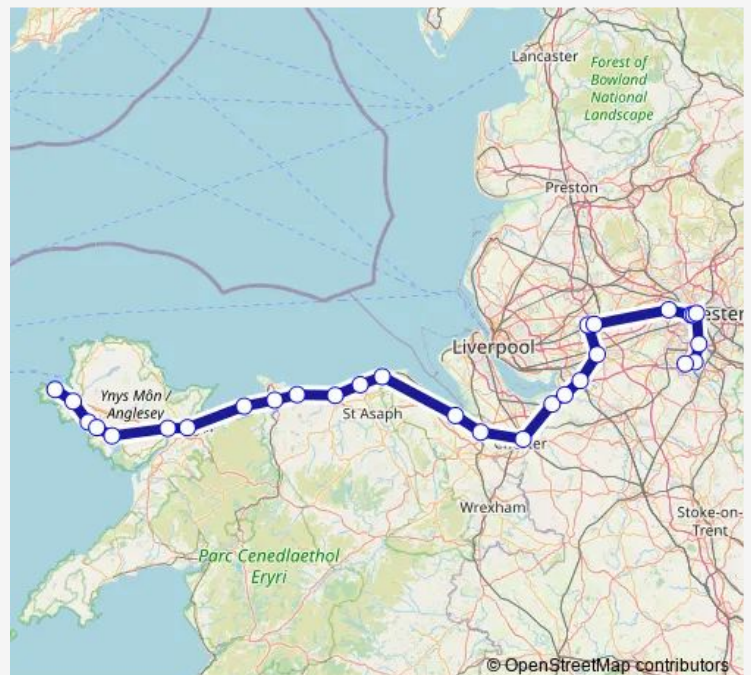 Lancaster
Forest of
Bowland
National
Landscape
Preston
ester
Liverpool
Ynys Môn /
Anglesey
St Asaph
Wrexham
Stoke-on-
Trent
Parc Cenedlaethol
Eryri
© OpenStreetMap contributors